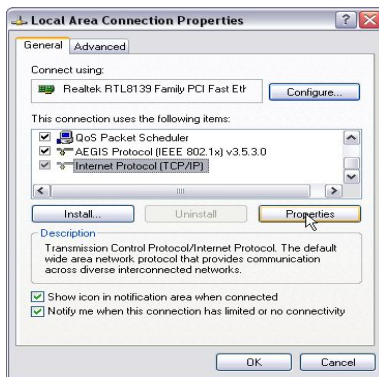 Local Area Connection Properties
General Advanced
Connect using:
Realtek RTL8139 Family PCI Fast Eth
Configure...
This connection uses the following items:
QoS Packet Scheduler
AEGIS Protocol (IEEE 802.1x) v3.5.3.0
Internet Protocol (TCP/IP)
Install... Uninstall Properties
Description
Transmission Control Protocol/Internet Protocol. The default
wide area network protocol that provides communication
across diverse interconnected networks.
Show icon in notification area when connected
Notify me when this connection has limited or no connectivity
OK Cancel